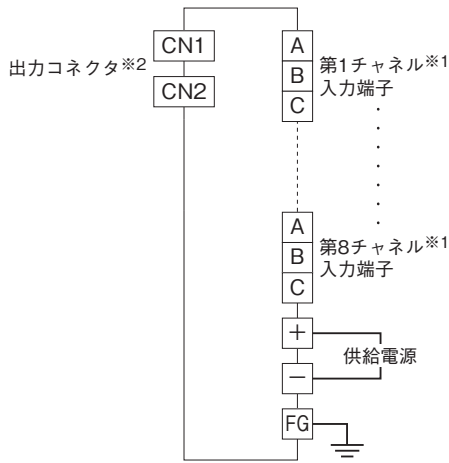 出力コネクタ※2
CN1
CN2
A
B
C
第1チャネル※1
入力端子
A
B
C
第8チャネル※1
入力端子
+
−
供給電源
FG